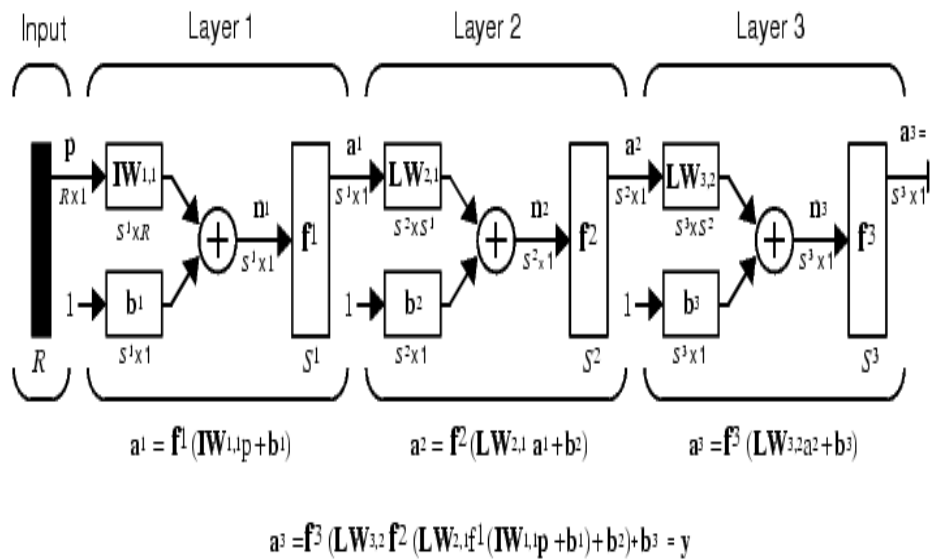 Input Layer 1 Layer 2 Layer 3
p a¹ a² a³ =
IW1,1 LW2,1 LW3,2
R×1 S¹×1 S²×1 S³×1
S¹×R n¹ S²×S¹ n² S³×S² n³
+ f¹ + f² + f³
S¹×1 S²×1 S³×1
1 b¹ 1 b² 1 b³
R S¹×1 S¹ S²×1 S² S³×1 S³
a¹ = f¹(IW1,1p+b¹) a² = f²(LW2,1 a¹+b²) a³ =f³ (LW3,2a²+b³)
a³ =f³ (LW3,2 f² (LW2,1f¹(IW1,1p +b¹)+b²)+b³ = y